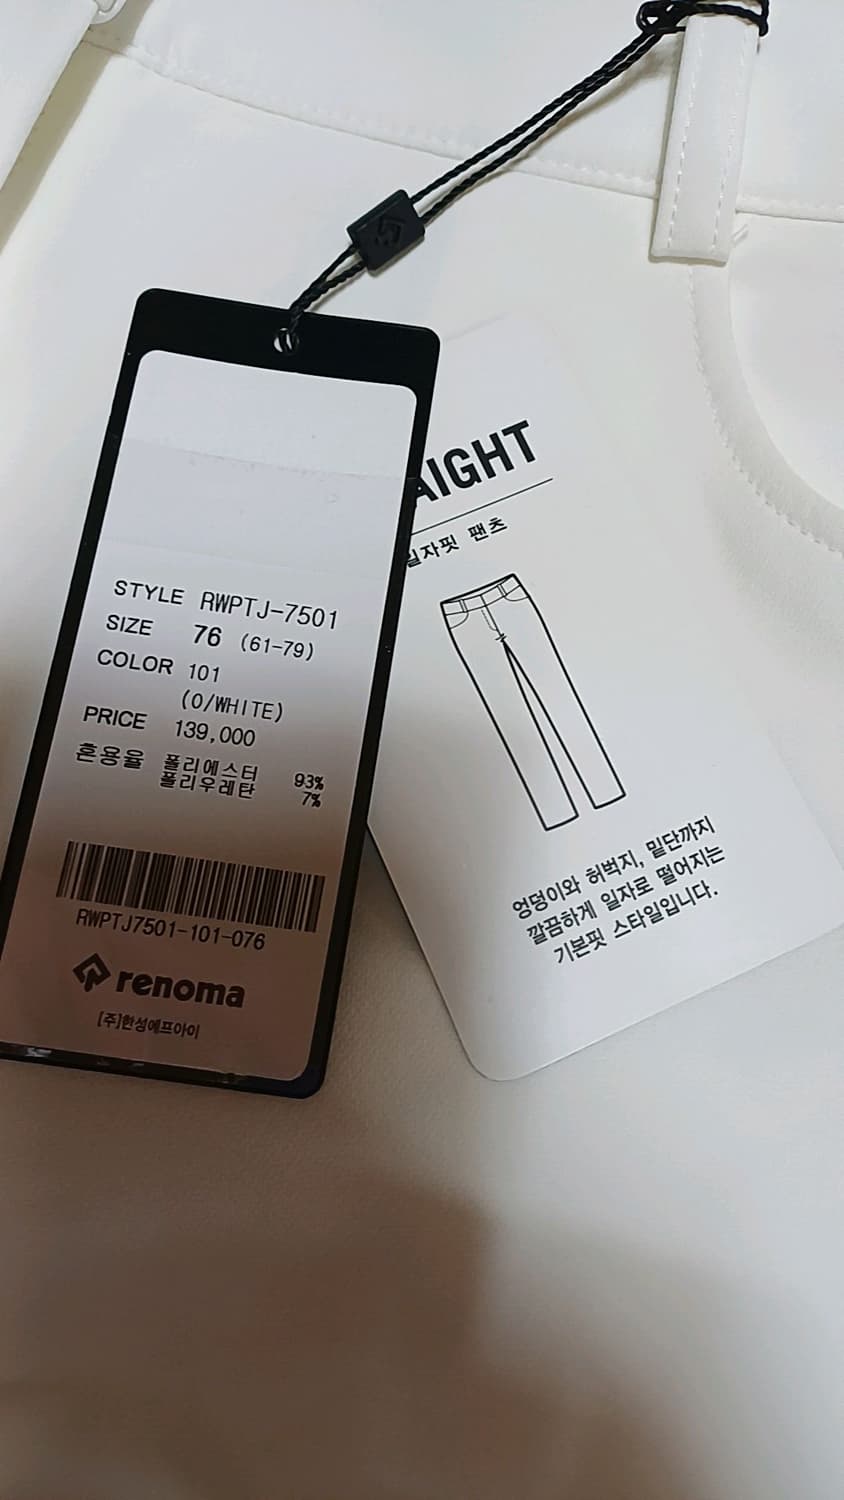 STYLE RWPTJ-7501
SIZE 76 (61-79)
COLOR 101
(O/WHITE)
PRICE 139,000
혼용율 폴리에스터 93%
폴리우레탄 7%
RWPTJ7501-101-076
renoma
[주]한성에프아이
AIGHT
일자핏 팬츠
엉덩이와 허벅지, 밑단까지
깔끔하게 일자로 떨어지는
기본핏 스타일입니다.